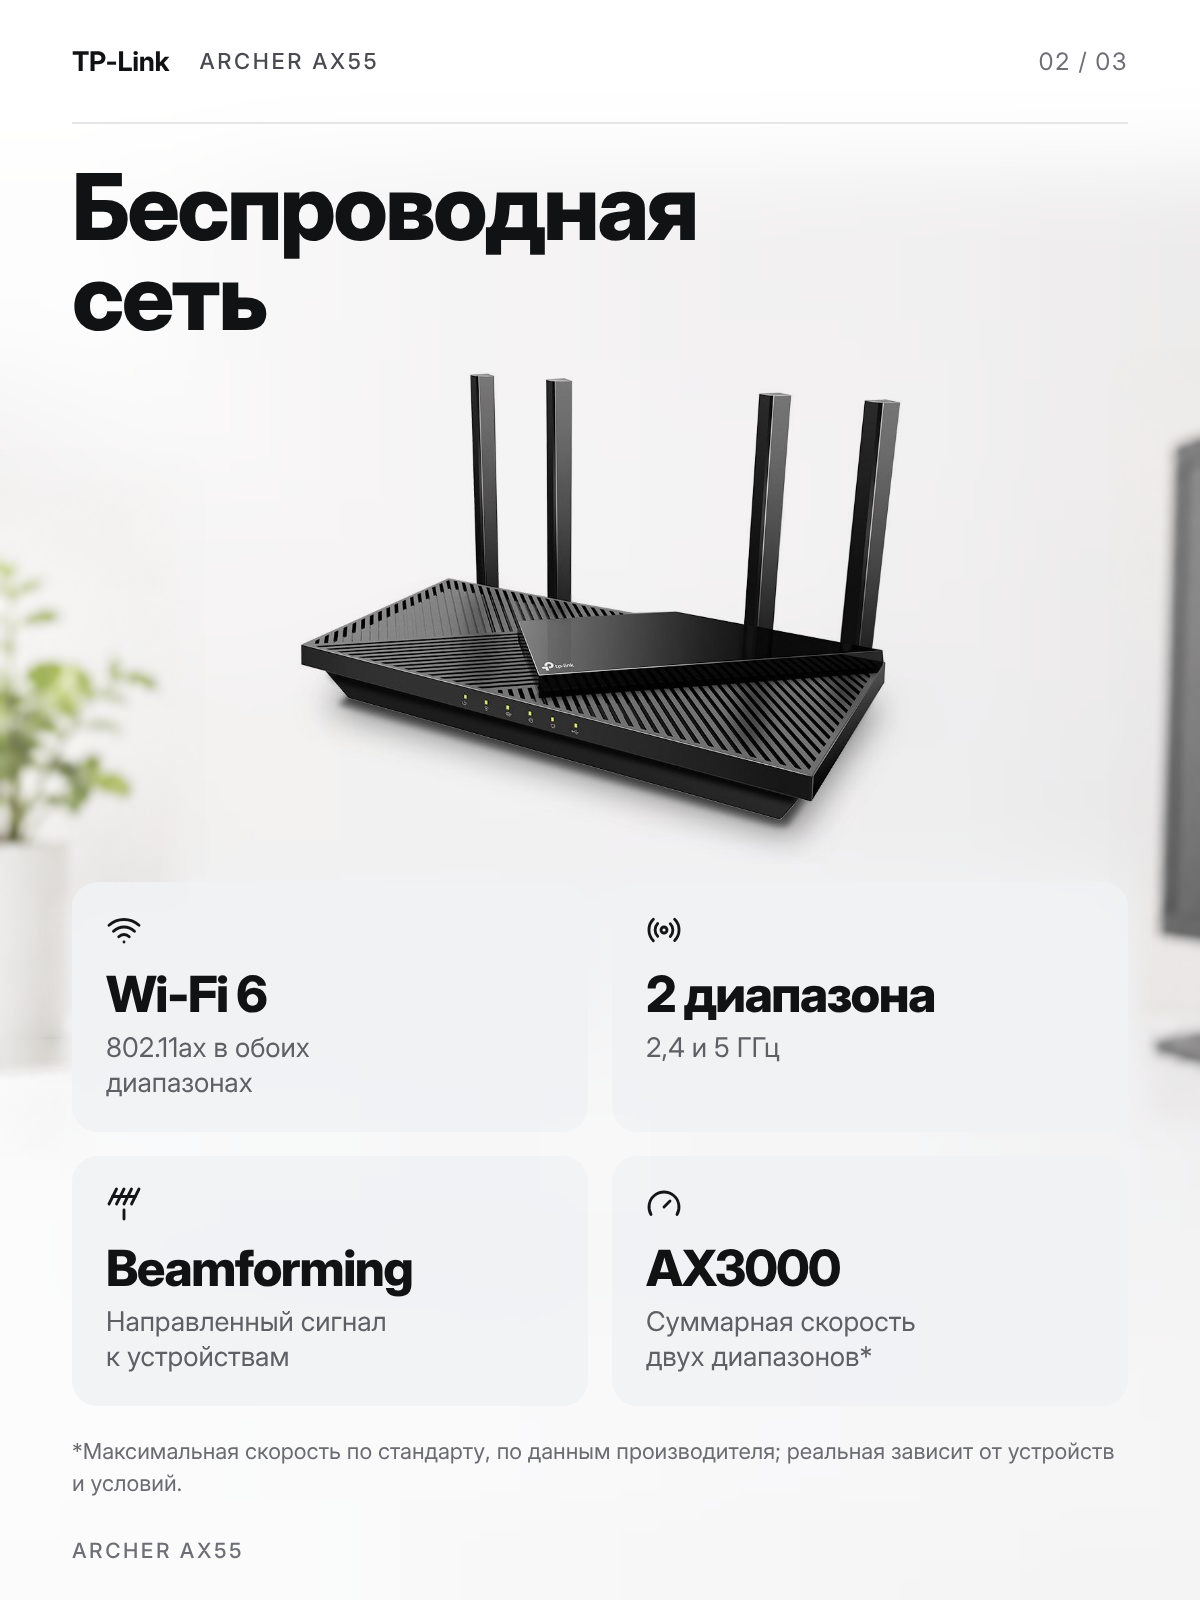 TP-Link ARCHER AX55 02 / 03
Беспроводная
сеть
tp-link
Wi-Fi 6
802.11ax в обоих
диапазонах
2 диапазона
2,4 и 5 ГГц
Beamforming
Направленный сигнал
к устройствам
AX3000
Суммарная скорость
двух диапазонов*
*Максимальная скорость по стандарту, по данным производителя; реальная зависит от устройств
и условий.
ARCHER AX55